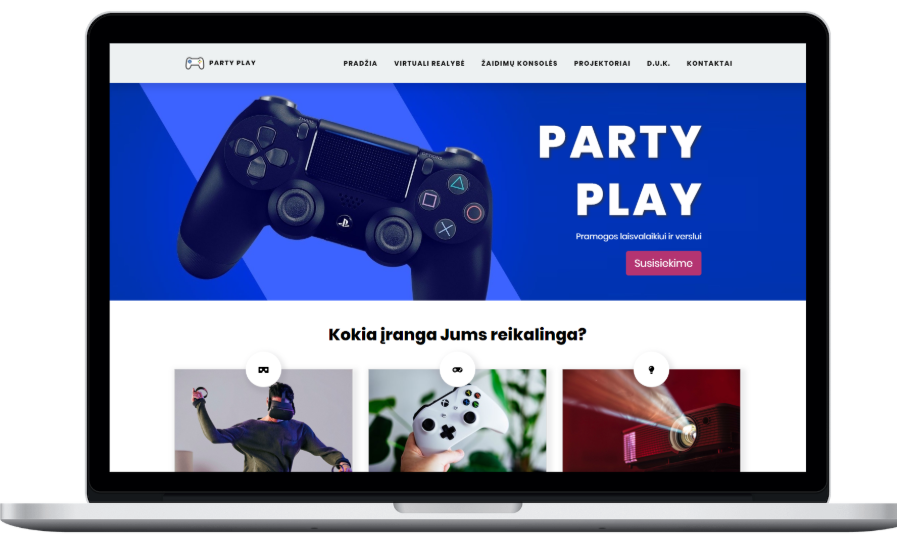 PARTY PLAY
PRADŽIA VIRTUALI REALYBĖ ŽAIDIMŲ KONSOLĖS PROJEKTORIAI D.U.K. KONTAKTAI
PARTY
PLAY
Pramogos laisvalaikiui ir verslui
Susisiekime
Kokia įranga Jums reikalinga?